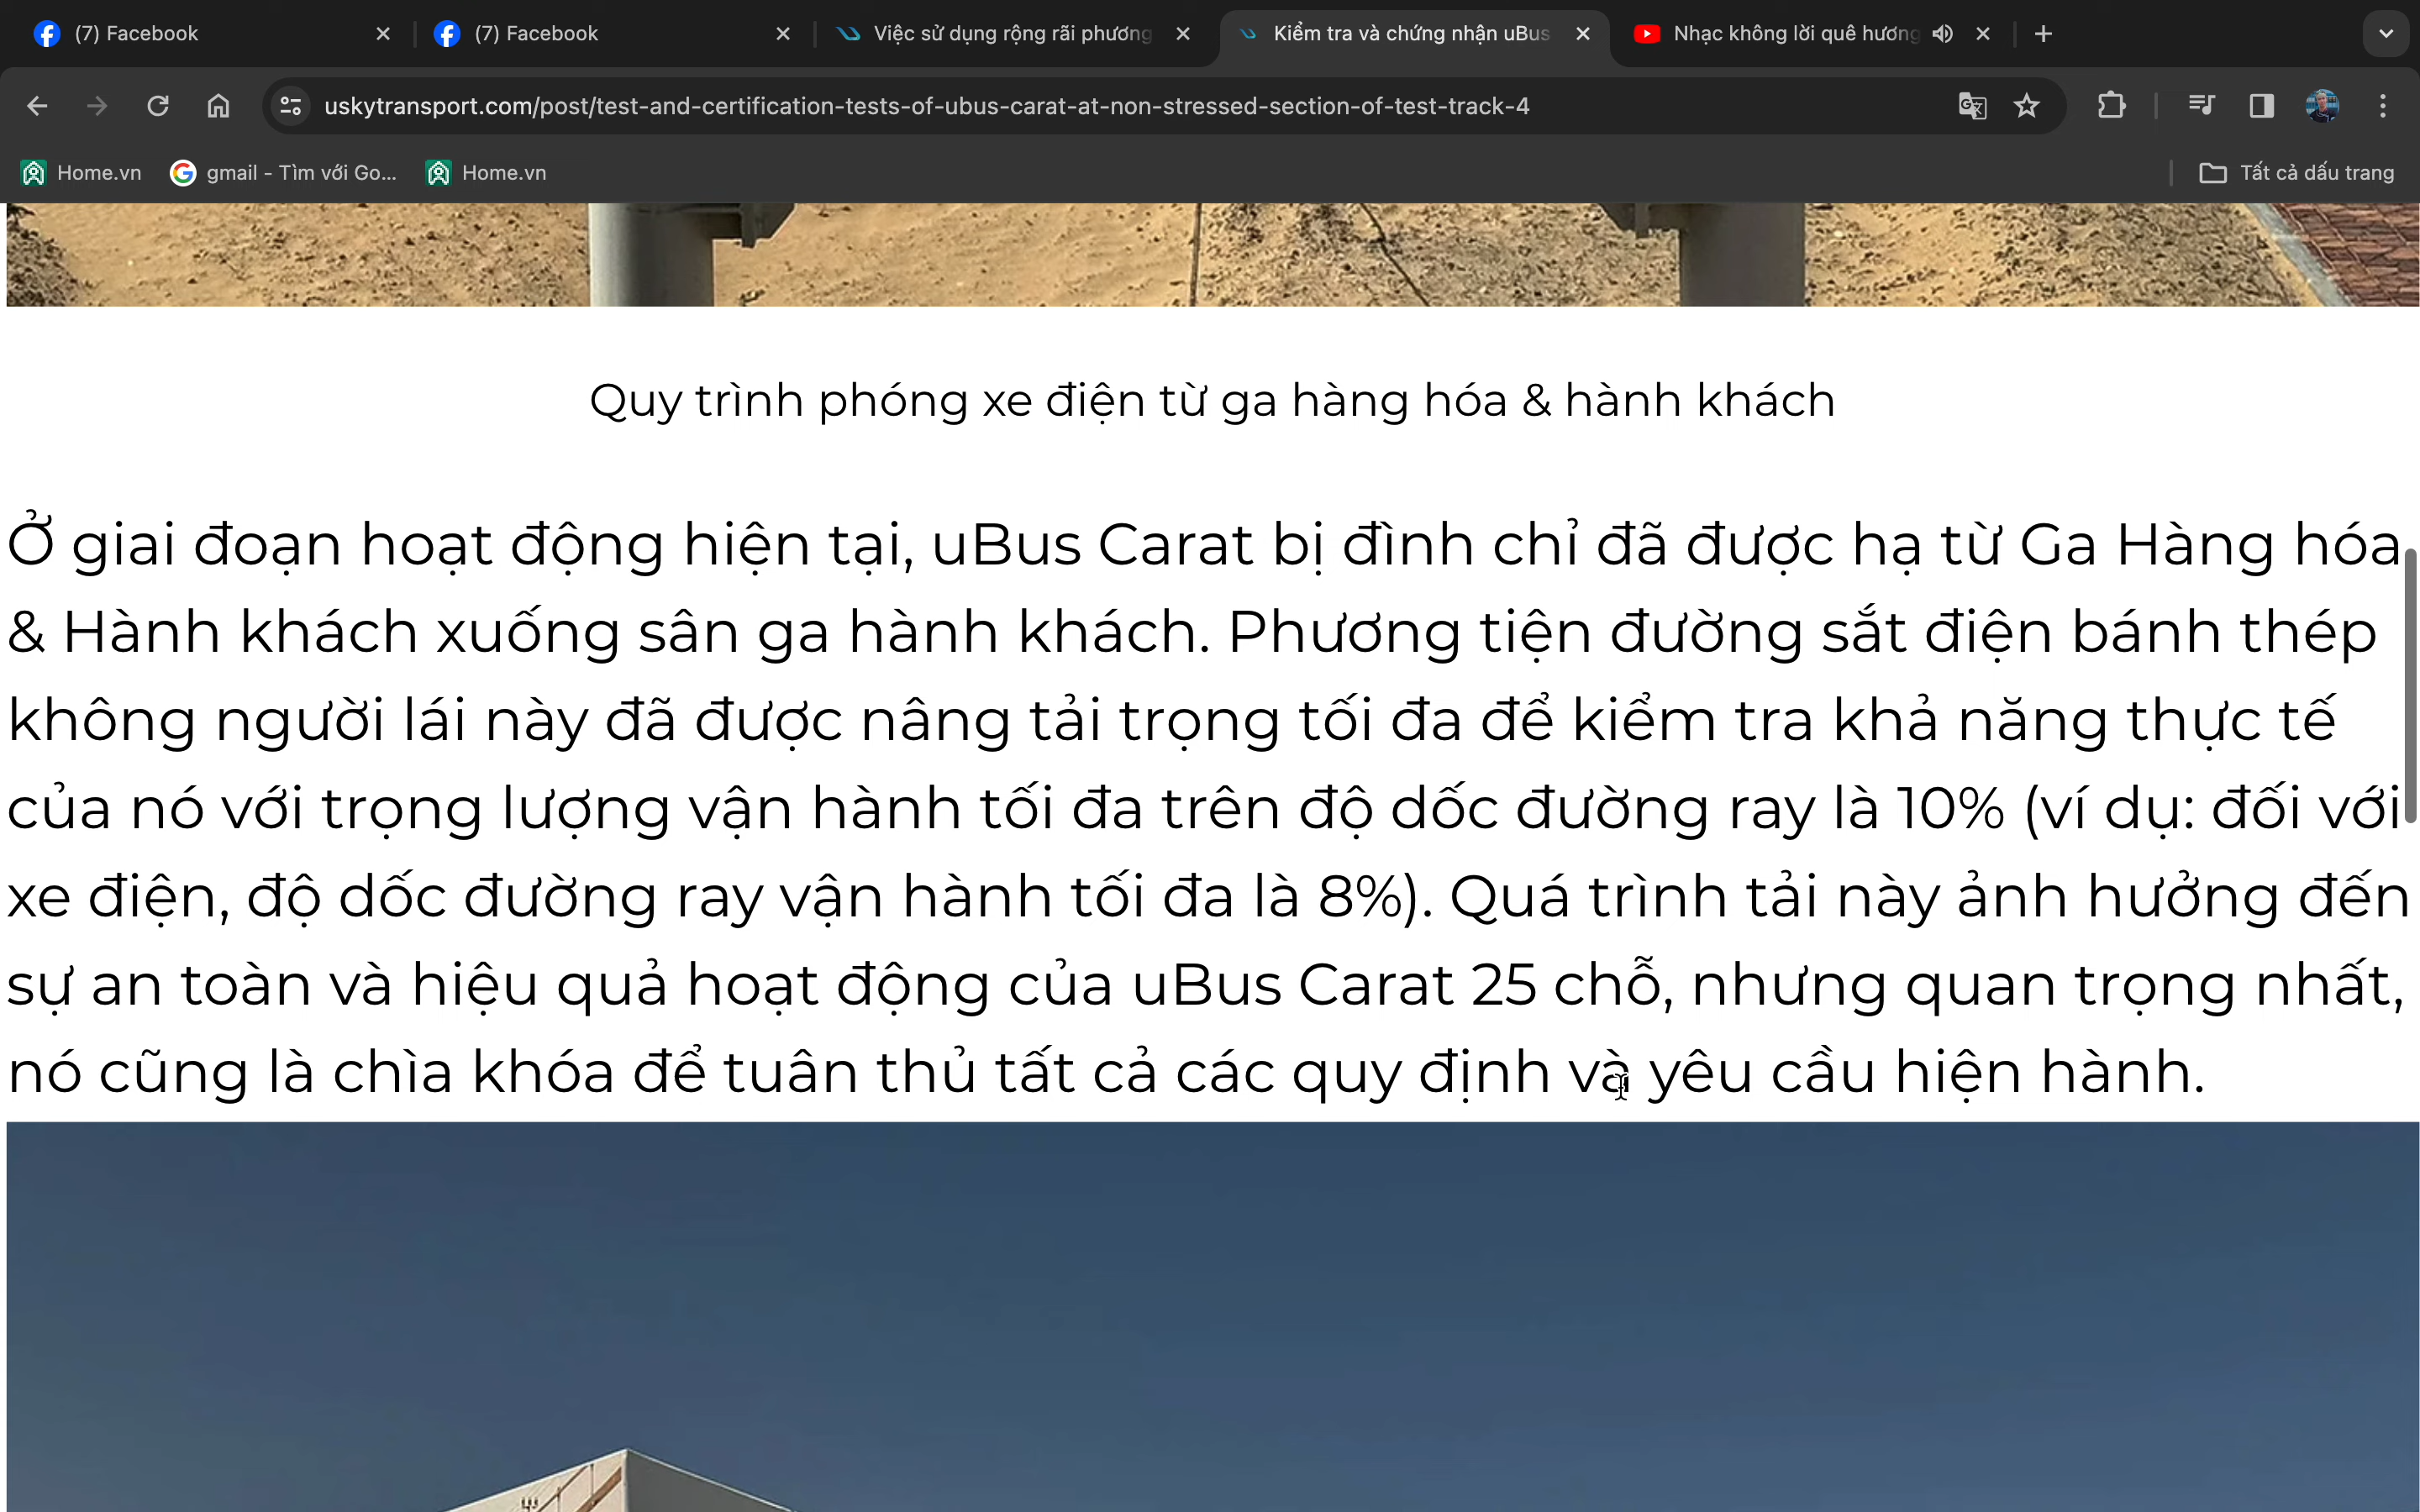 (7) Facebook
(7) Facebook
Việc sử dụng rộng rãi phương
Kiểm tra và chứng nhận uBus
Nhạc không lời quê hương
uskytransport.com/post/test-and-certification-tests-of-ubus-carat-at-non-stressed-section-of-test-track-4
Home.vn
gmail - Tìm với Go...
Home.vn
Tất cả dấu trang
Quy trình phóng xe điện từ ga hàng hóa & hành khách
Ở giai đoạn hoạt động hiện tại, uBus Carat bị đình chỉ đã được hạ từ Ga Hàng hóa
& Hành khách xuống sân ga hành khách. Phương tiện đường sắt điện bánh thép
không người lái này đã được nâng tải trọng tối đa để kiểm tra khả năng thực tế
của nó với trọng lượng vận hành tối đa trên độ dốc đường ray là 10% (ví dụ: đối với
xe điện, độ dốc đường ray vận hành tối đa là 8%). Quá trình tải này ảnh hưởng đến
sự an toàn và hiệu quả hoạt động của uBus Carat 25 chỗ, nhưng quan trọng nhất,
nó cũng là chìa khóa để tuân thủ tất cả các quy định và yêu cầu hiện hành.